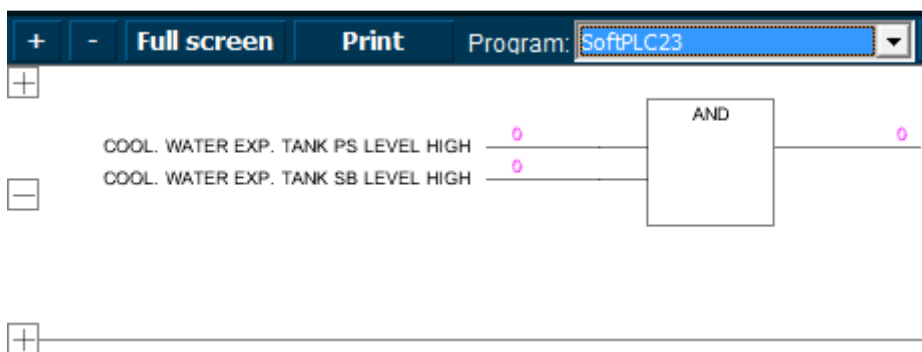 + - Full screen Print Program: SoftPLC23
AND
0 0
COOL. WATER EXP. TANK PS LEVEL HIGH
0
COOL. WATER EXP. TANK SB LEVEL HIGH